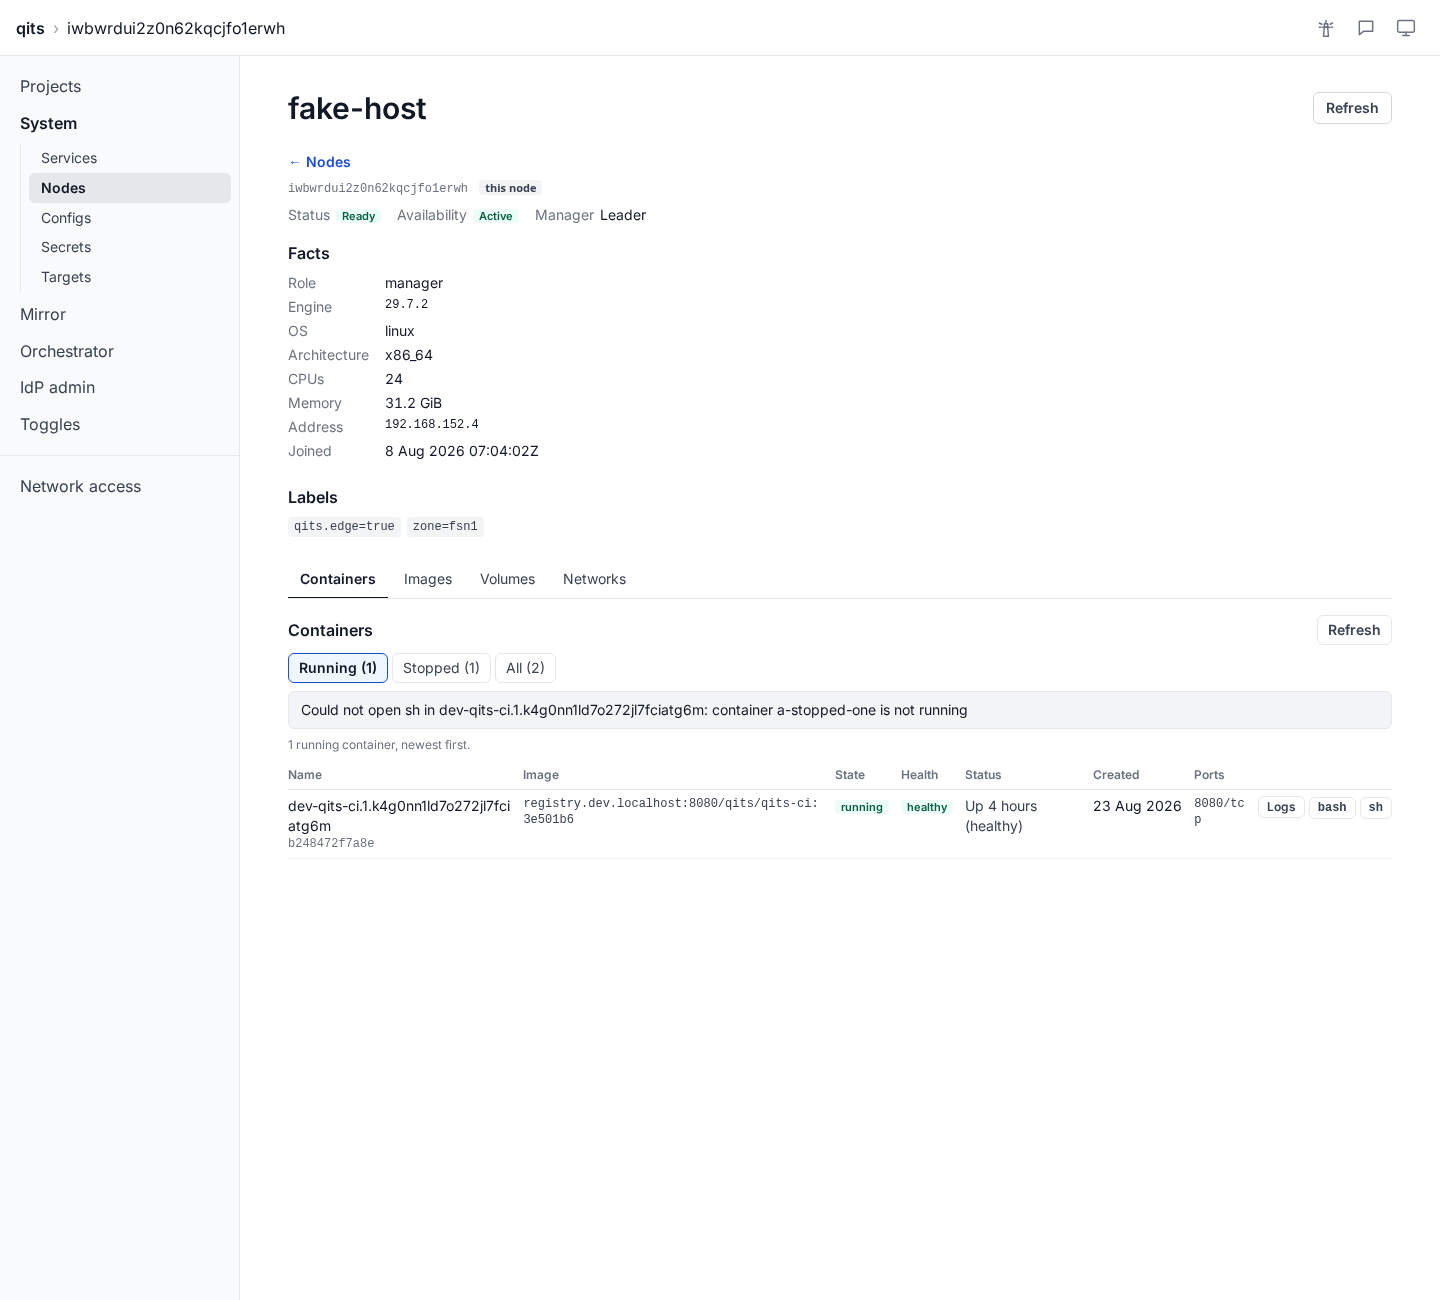 qits › iwbwrdui2z0n62kqcjfo1erwh
Projects
System
Services
Nodes
Configs
Secrets
Targets
Mirror
Orchestrator
IdP admin
Toggles
Network access
fake-host
Refresh
← Nodes
iwbwrdui2z0n62kqcjfo1erwh this node
Status Ready Availability Active Manager Leader
Facts
Role manager
Engine 29.7.2
OS linux
Architecture x86_64
CPUs 24
Memory 31.2 GiB
Address 192.168.152.4
Joined 8 Aug 2026 07:04:02Z
Labels
qits.edge=true zone=fsn1
Containers Images Volumes Networks
Containers
Refresh
Running (1) Stopped (1) All (2)
Could not open sh in dev-qits-ci.1.k4g0nn1ld7o272jl7fciatg6m: container a-stopped-one is not running
1 running container, newest first.
Name Image State Health Status Created Ports
dev-qits-ci.1.k4g0nn1ld7o272jl7fci
atg6m
b248472f7a8e
registry.dev.localhost:8080/qits/qits-ci:
3e501b6
running
healthy
Up 4 hours
(healthy)
23 Aug 2026
8080/tc
p
Logs bash sh